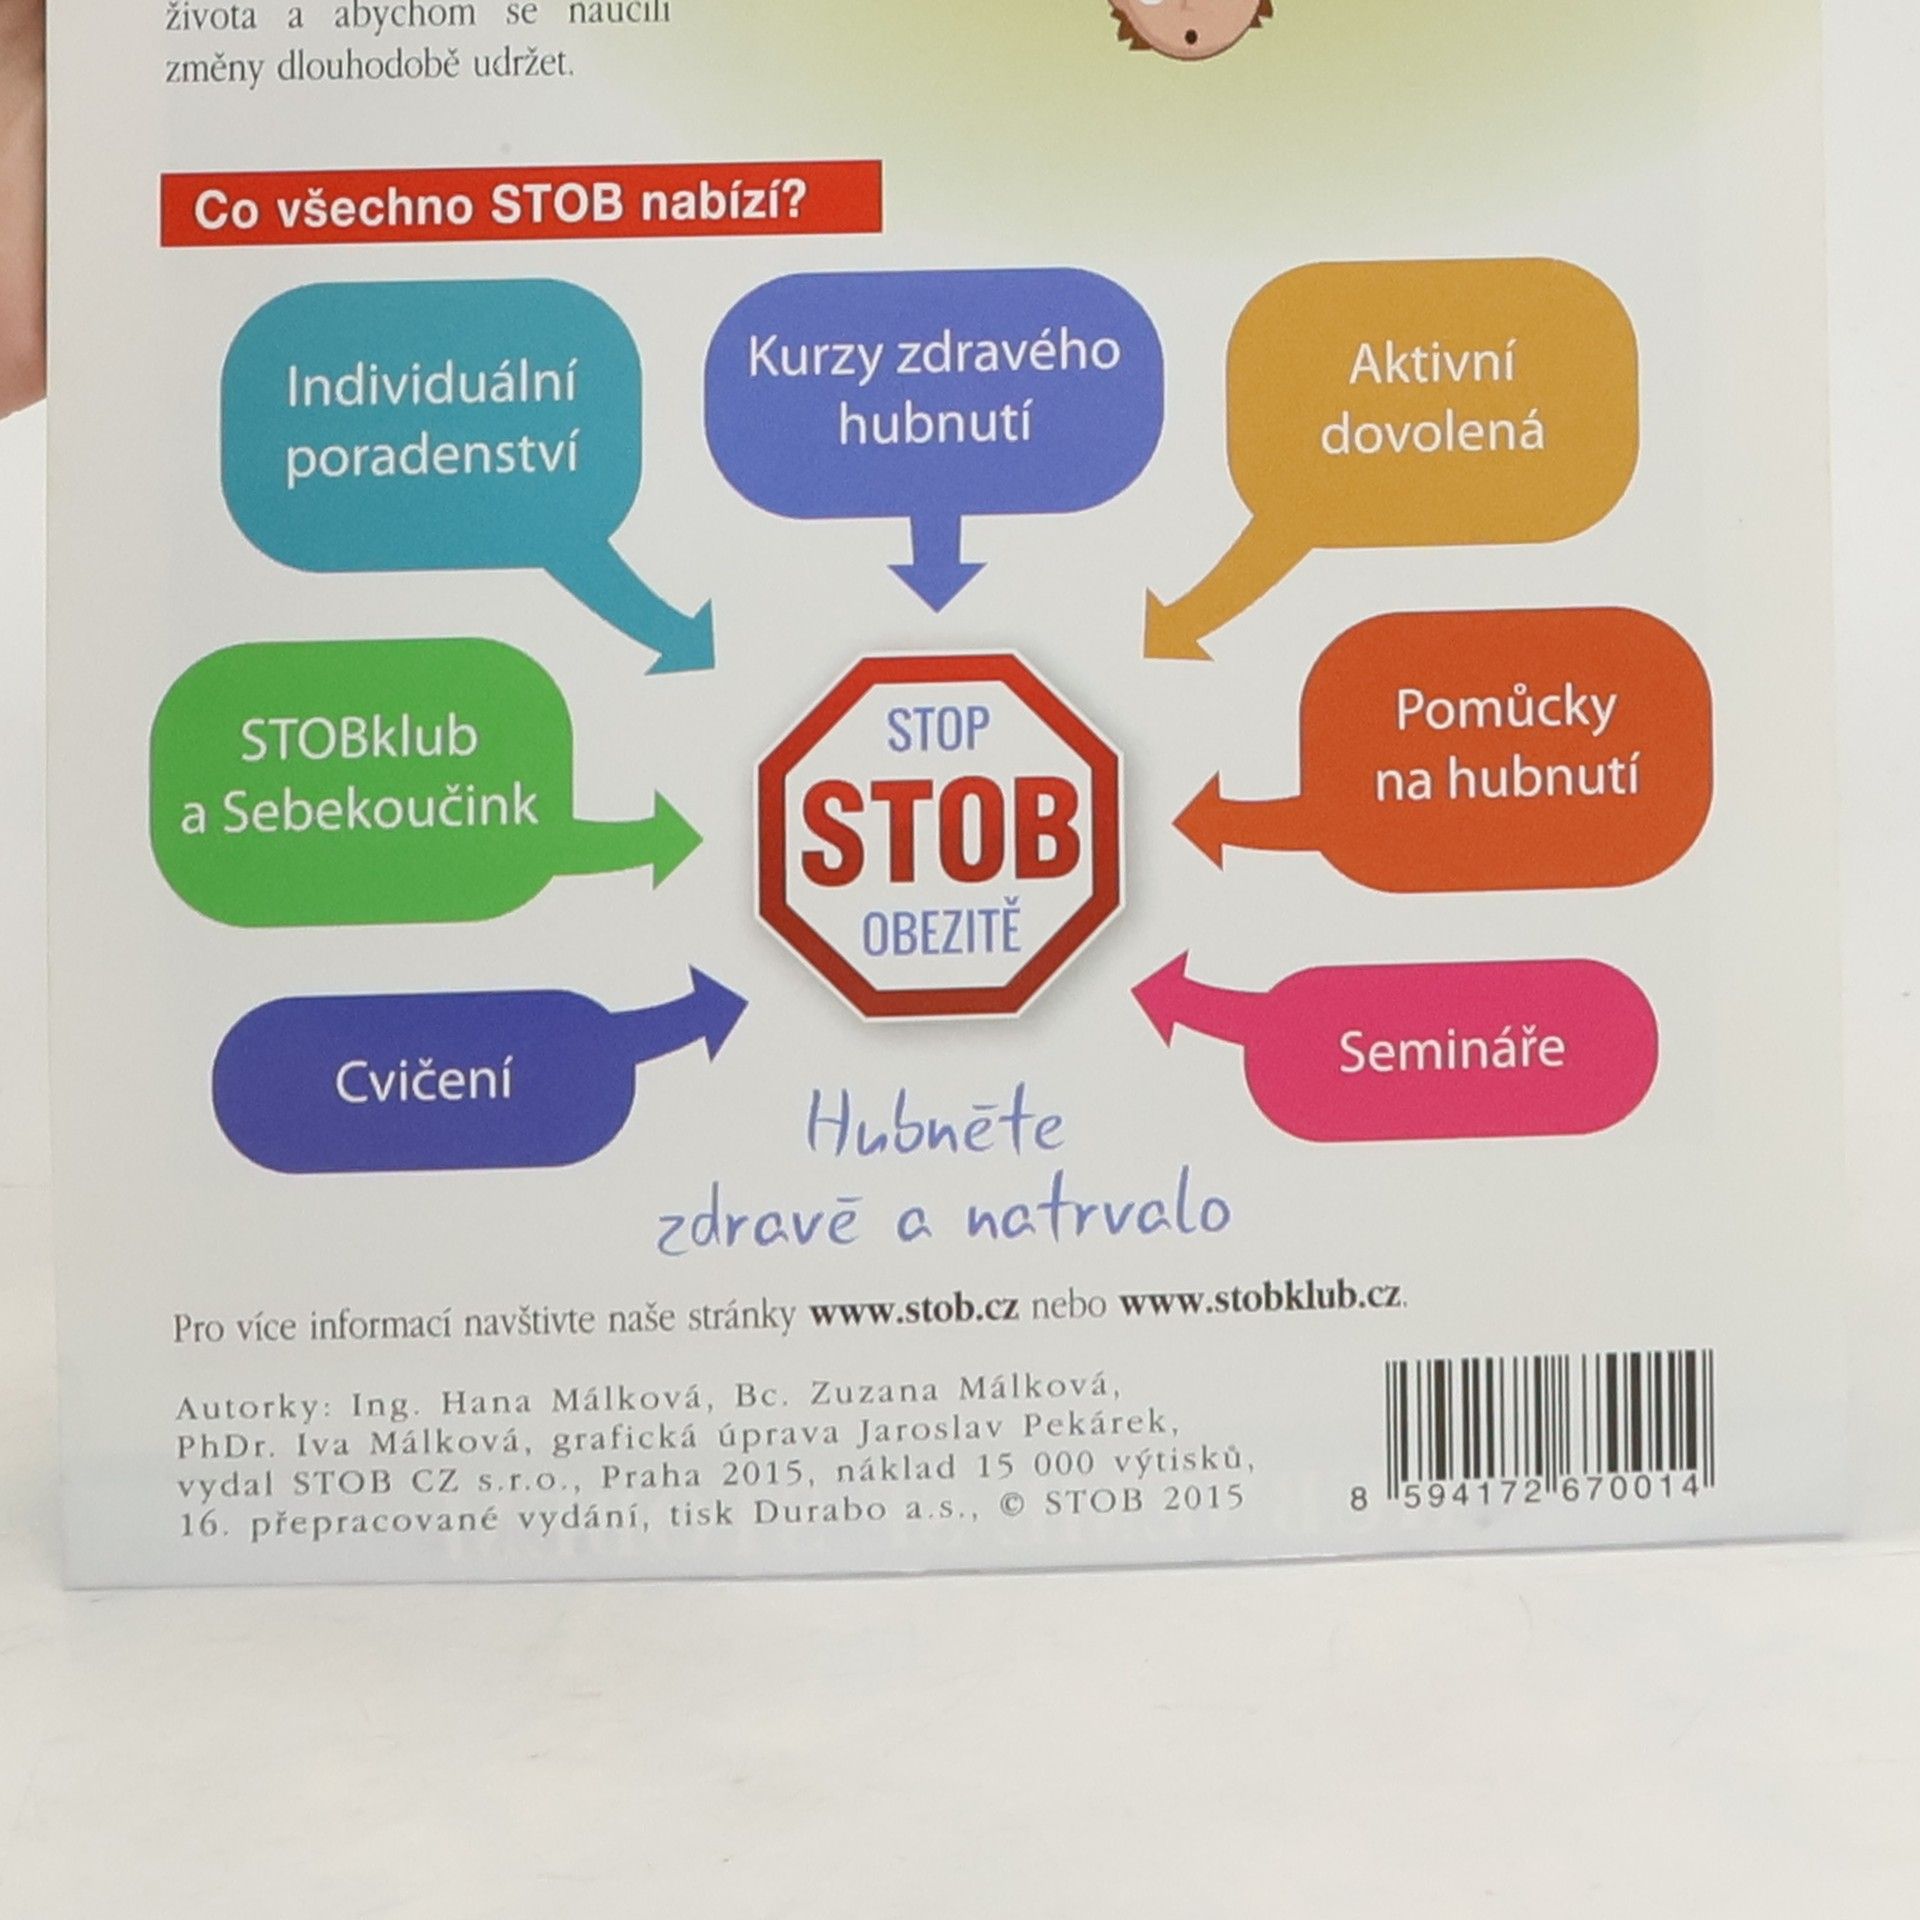 života a abychom se naučili
změny dlouhodobě udržet.
Co všechno STOB nabízí?
Individuální
poradenství
Kurzy zdravého
hubnutí
Aktivní
dovolená
STOBklub
a Sebekoučink
STOP
STOB
OBEZITĚ
Pomůcky
na hubnutí
Cvičení
Semináře
Hubněte
zdravě a natrvalo
Pro více informací navštivte naše stránky www.stob.cz nebo www.stobklub.cz.
Autorky: Ing. Hana Málková, Bc. Zuzana Málková,
PhDr. Iva Málková, grafická úprava Jaroslav Pekárek,
vydal STOB CZ s.r.o., Praha 2015, náklad 15 000 výtisků,
16. přepracované vydání, tisk Durabo a.s., © STOB 2015
8 594172 670014